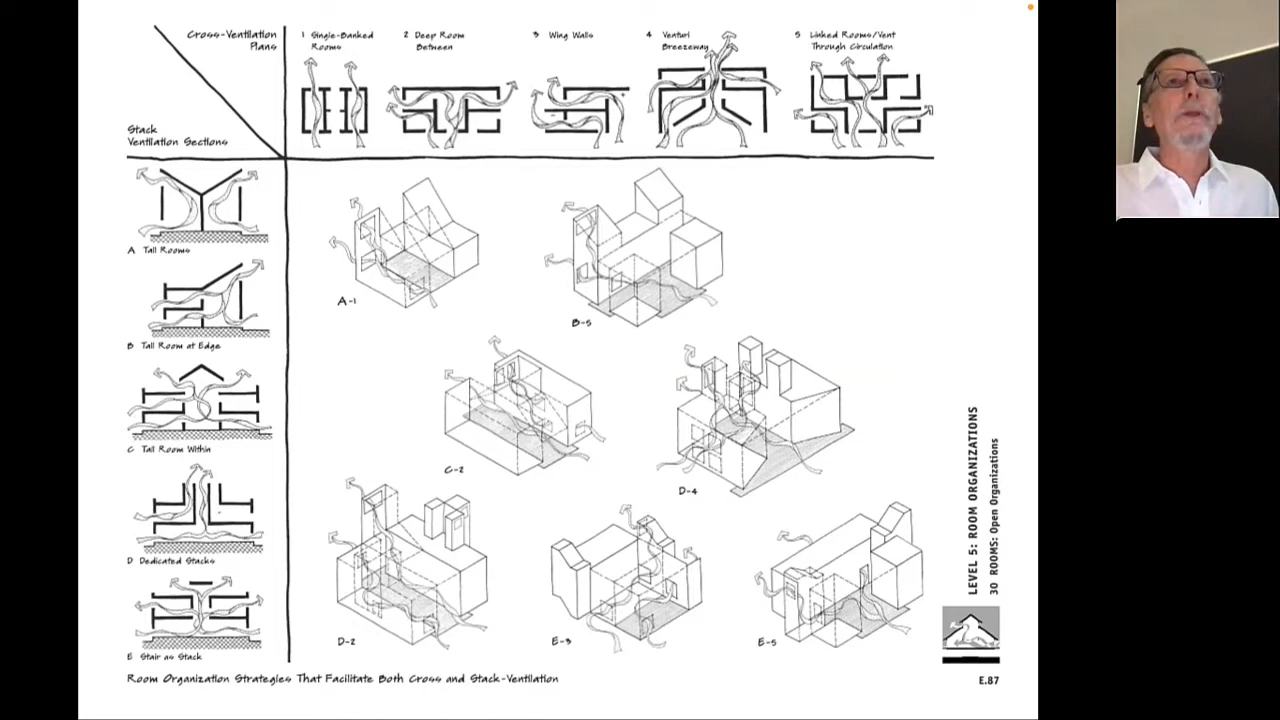 Cross-Ventilation
Plans
1 Single-Banked
Rooms
2 Deep Room
Between
3 Wing Walls
4 Venturi
Breezeway
5 Linked Rooms/Vent
Through Circulation
Stack
Ventilation Sections
A Tall Rooms
B Tall Room at Edge
C Tall Room Within
D Dedicated Stacks
E Stair as Stack
A-1
B-5
C-2
D-4
D-2
E-3
E-5
Room Organization Strategies That Facilitate Both Cross and Stack-Ventilation
LEVEL 5: ROOM ORGANIZATIONS
30 ROOMS: Open Organizations
E.87